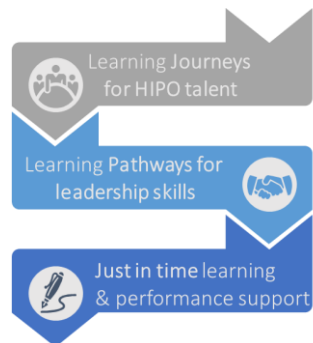 Learning Journeys
for HIPO talent
Learning Pathways for
leadership skills
Just in time learning
& performance support